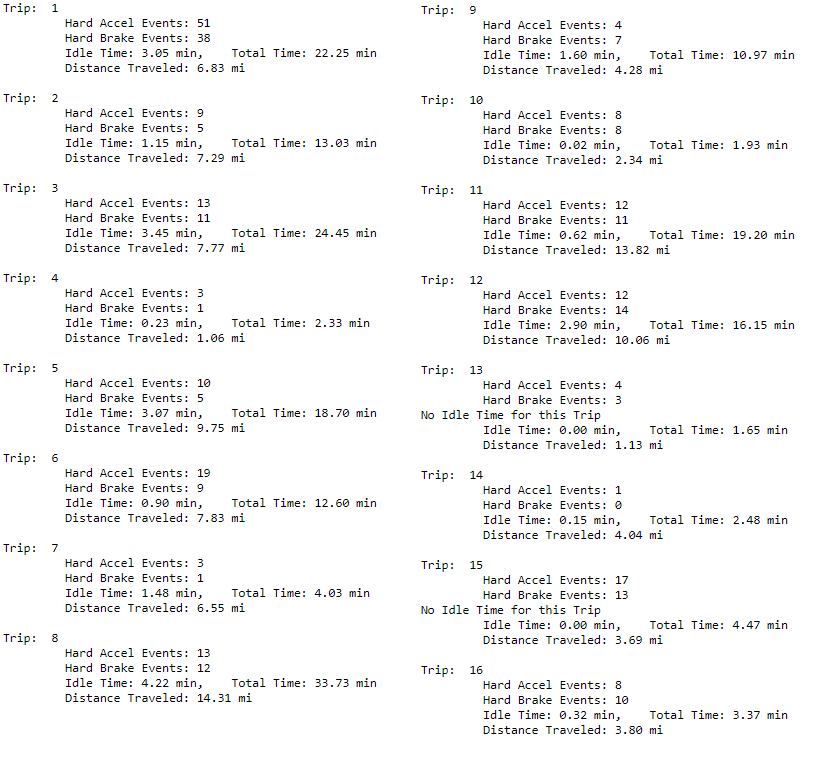 Trip:  1
Hard Accel Events: 51
Hard Brake Events: 38
Idle Time: 3.05 min,    Total Time: 22.25 min
Distance Traveled: 6.83 mi
Trip:  2
Hard Accel Events: 9
Hard Brake Events: 5
Idle Time: 1.15 min,    Total Time: 13.03 min
Distance Traveled: 7.29 mi
Trip:  3
Hard Accel Events: 13
Hard Brake Events: 11
Idle Time: 3.45 min,    Total Time: 24.45 min
Distance Traveled: 7.77 mi
Trip:  4
Hard Accel Events: 3
Hard Brake Events: 1
Idle Time: 0.23 min,    Total Time: 2.33 min
Distance Traveled: 1.06 mi
Trip:  5
Hard Accel Events: 10
Hard Brake Events: 5
Idle Time: 3.07 min,    Total Time: 18.70 min
Distance Traveled: 9.75 mi
Trip:  6
Hard Accel Events: 19
Hard Brake Events: 9
Idle Time: 0.90 min,    Total Time: 12.60 min
Distance Traveled: 7.83 mi
Trip:  7
Hard Accel Events: 3
Hard Brake Events: 1
Idle Time: 1.48 min,    Total Time: 4.03 min
Distance Traveled: 6.55 mi
Trip:  8
Hard Accel Events: 13
Hard Brake Events: 12
Idle Time: 4.22 min,    Total Time: 33.73 min
Distance Traveled: 14.31 mi
Trip:  9
Hard Accel Events: 4
Hard Brake Events: 7
Idle Time: 1.60 min,    Total Time: 10.97 min
Distance Traveled: 4.28 mi
Trip:  10
Hard Accel Events: 8
Hard Brake Events: 8
Idle Time: 0.02 min,    Total Time: 1.93 min
Distance Traveled: 2.34 mi
Trip:  11
Hard Accel Events: 12
Hard Brake Events: 11
Idle Time: 0.62 min,    Total Time: 19.20 min
Distance Traveled: 13.82 mi
Trip:  12
Hard Accel Events: 12
Hard Brake Events: 14
Idle Time: 2.90 min,    Total Time: 16.15 min
Distance Traveled: 10.06 mi
Trip:  13
Hard Accel Events: 4
Hard Brake Events: 3
No Idle Time for this Trip
Idle Time: 0.00 min,    Total Time: 1.65 min
Distance Traveled: 1.13 mi
Trip:  14
Hard Accel Events: 1
Hard Brake Events: 0
Idle Time: 0.15 min,    Total Time: 2.48 min
Distance Traveled: 4.04 mi
Trip:  15
Hard Accel Events: 17
Hard Brake Events: 13
No Idle Time for this Trip
Idle Time: 0.00 min,    Total Time: 4.47 min
Distance Traveled: 3.69 mi
Trip:  16
Hard Accel Events: 8
Hard Brake Events: 10
Idle Time: 0.32 min,    Total Time: 3.37 min
Distance Traveled: 3.80 mi